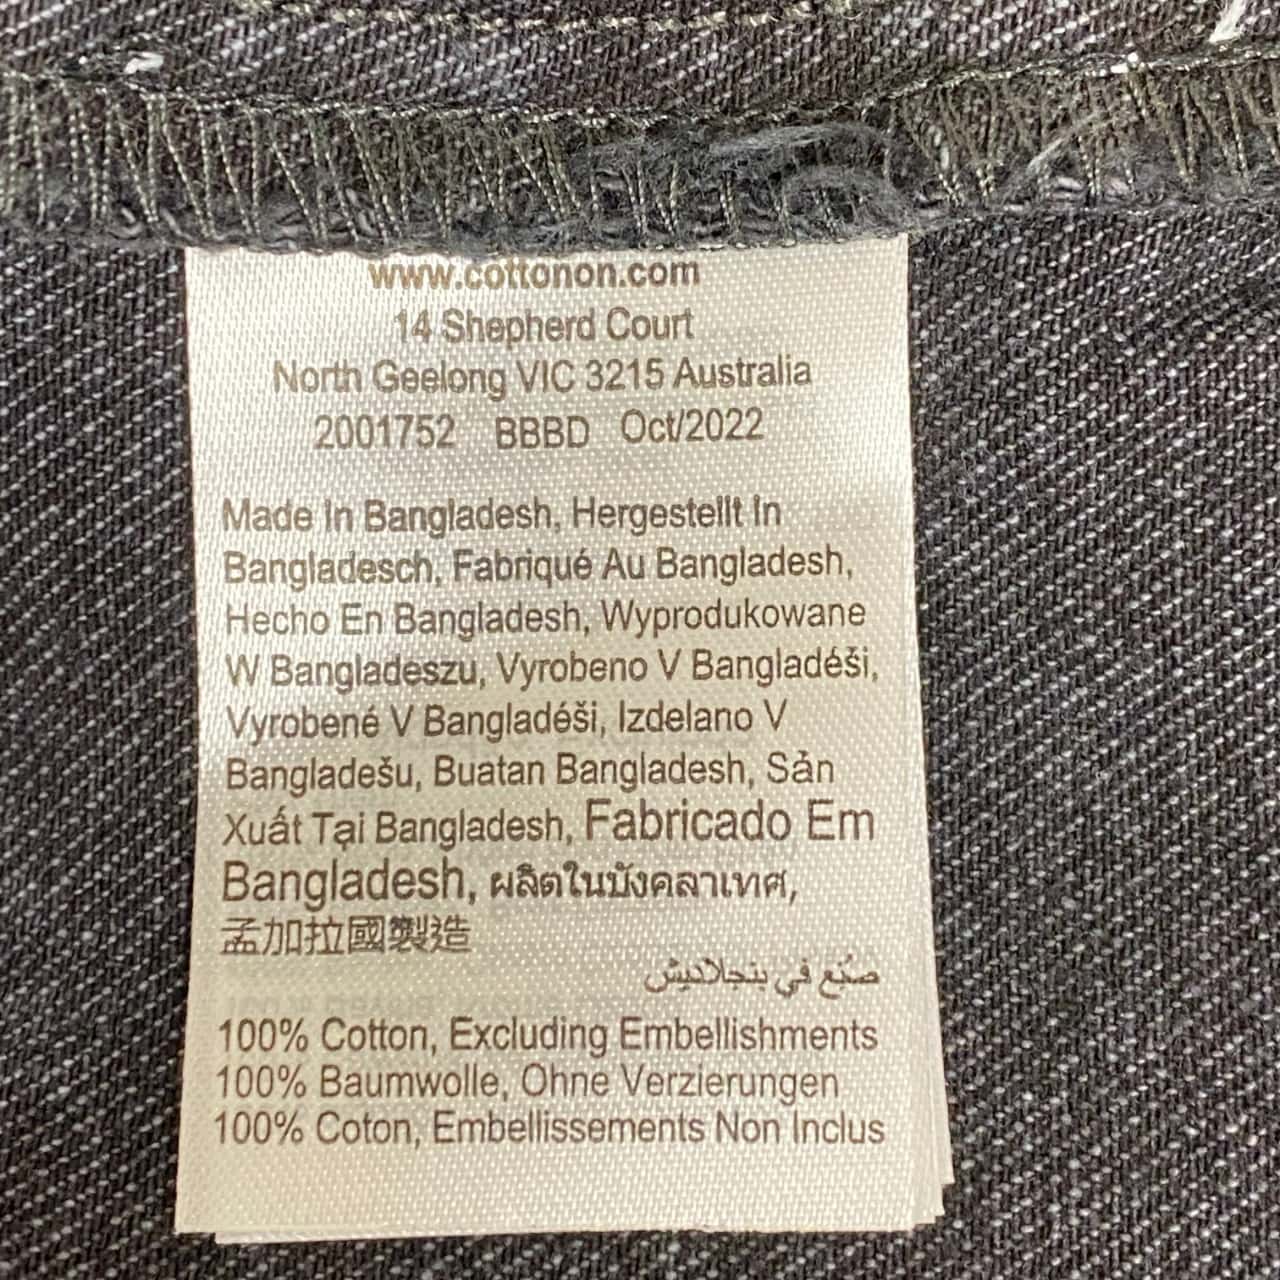 www.cottonon.com
14 Shepherd Court
North Geelong VIC 3215 Australia
2001752 BBBD Oct/2022
Made In Bangladesh, Hergestellt In
Bangladesch, Fabriqué Au Bangladesh,
Hecho En Bangladesh, Wyprodukowane
W Bangladeszu, Vyrobeno V Bangladéši,
Vyrobené V Bangladéši, Izdelano V
Bangladešu, Buatan Bangladesh, Sản
Xuất Tại Bangladesh, Fabricado Em
Bangladesh, ผลิตในบังคลาเทศ,
孟加拉國製造
صُنع في بنجلاديش
100% Cotton, Excluding Embellishments
100% Baumwolle, Ohne Verzierungen
100% Coton, Embellissements Non Inclus